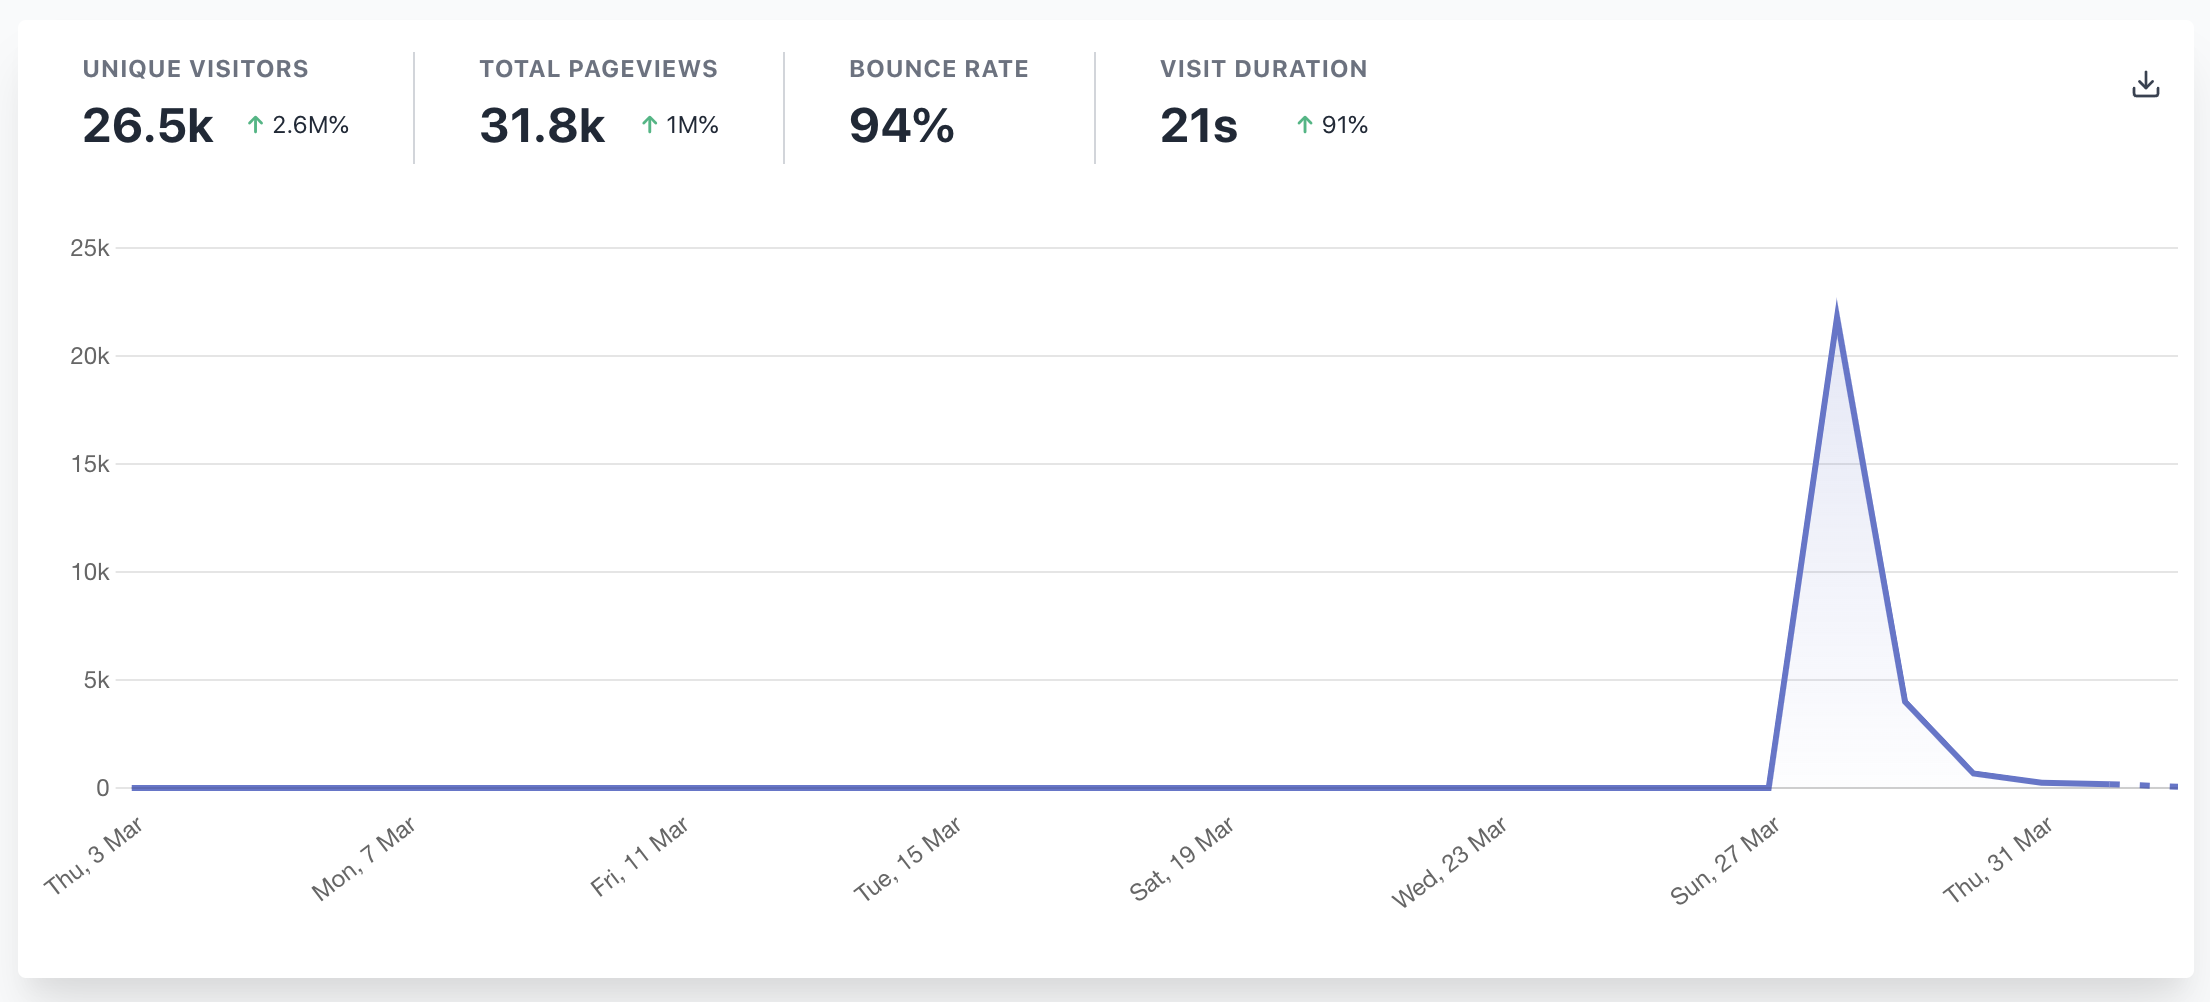 UNIQUE VISITORS
26.5k ↑ 2.6M%
TOTAL PAGEVIEWS
31.8k ↑ 1M%
BOUNCE RATE
94%
VISIT DURATION
21s ↑ 91%
25k
20k
15k
10k
5k
0
Thu, 3 Mar
Mon, 7 Mar
Fri, 11 Mar
Tue, 15 Mar
Sat, 19 Mar
Wed, 23 Mar
Sun, 27 Mar
Thu, 31 Mar